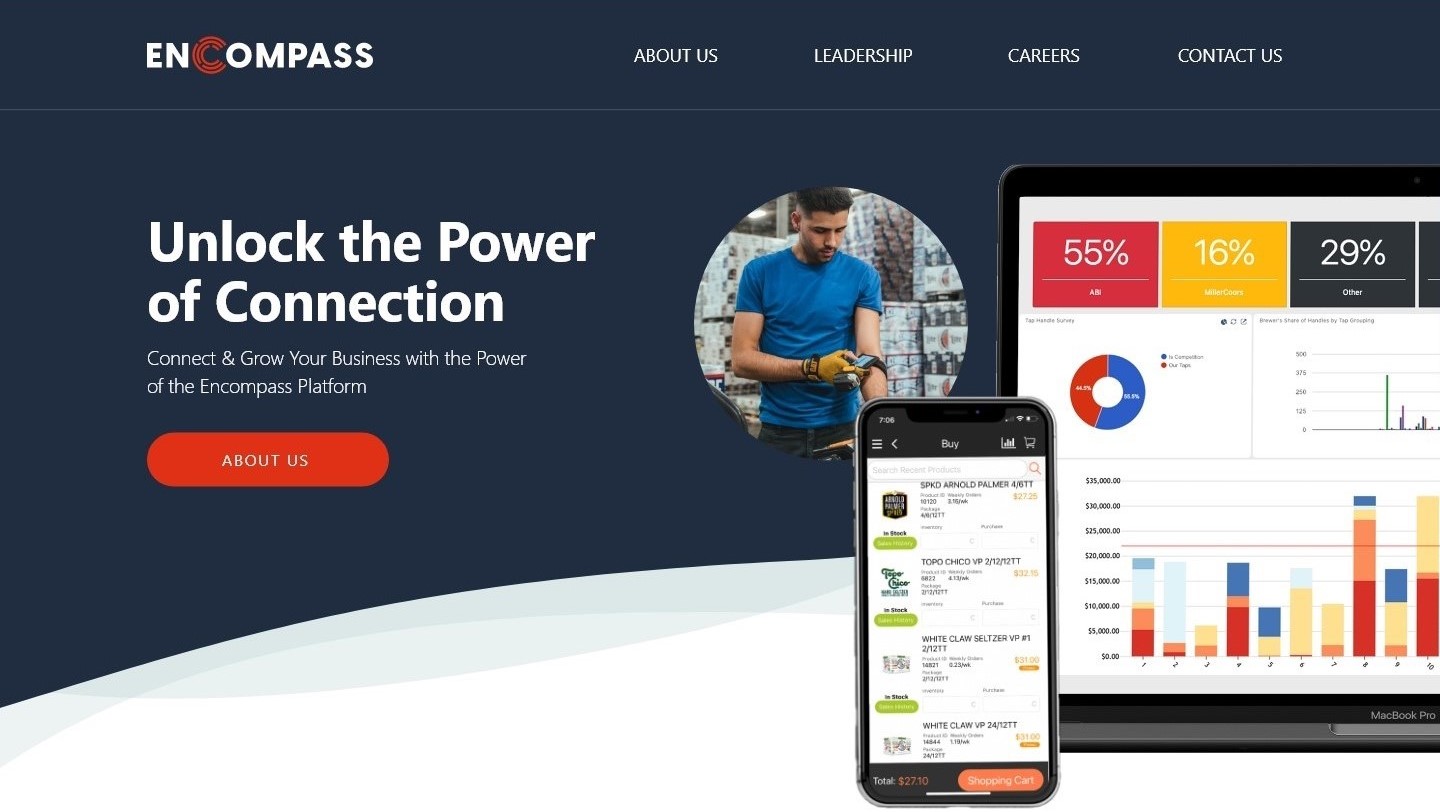 ENCOMPASS
ABOUT US
LEADERSHIP
CAREERS
CONTACT US
Unlock the Power
of Connection
Connect & Grow Your Business with the Power
of the Encompass Platform
ABOUT US
55%
ABI
16%
MillerCoors
29%
Other
Tap Handle Survey
Is Competition
Our Taps
44.5%
55.5%
Brewer's Share of Handles by Tap Grouping
500
375
250
125
0
$35,000.00
$30,000.00
$25,000.00
$20,000.00
$15,000.00
$10,000.00
$5,000.00
$0.00
1 2 3 4 5 6 7 8 9 10
MacBook Pro
7:06
Buy
Search Recent Products
SPKD ARNOLD PALMER 4/6TT
ARNOLD
PALMER
SPIKED
Product ID Weekly Orders
10120 3.16/wk
$27.25
Package
4/6/12TT
Inventory Purchase
In Stock
Sales History
C C
TOPO CHICO VP 2/12/12TT
Topo
Chico
HARD SELTZER
Product ID Weekly Orders
6822 4.13/wk
$32.15
Package
2/12/12TT
Inventory Purchase
In Stock
Sales History
C C
WHITE CLAW SELTZER VP #1
2/12TT
Product ID Weekly Orders
14821 0.23/wk
$31.00
Package
2/12/12TT
Inventory Purchase
In Stock
Sales History
C C
WHITE CLAW VP 24/12TT
Product ID Weekly Orders
14844 1.19/wk
$31.00
Package
24/12TT
Total: $27.10
Shopping Cart